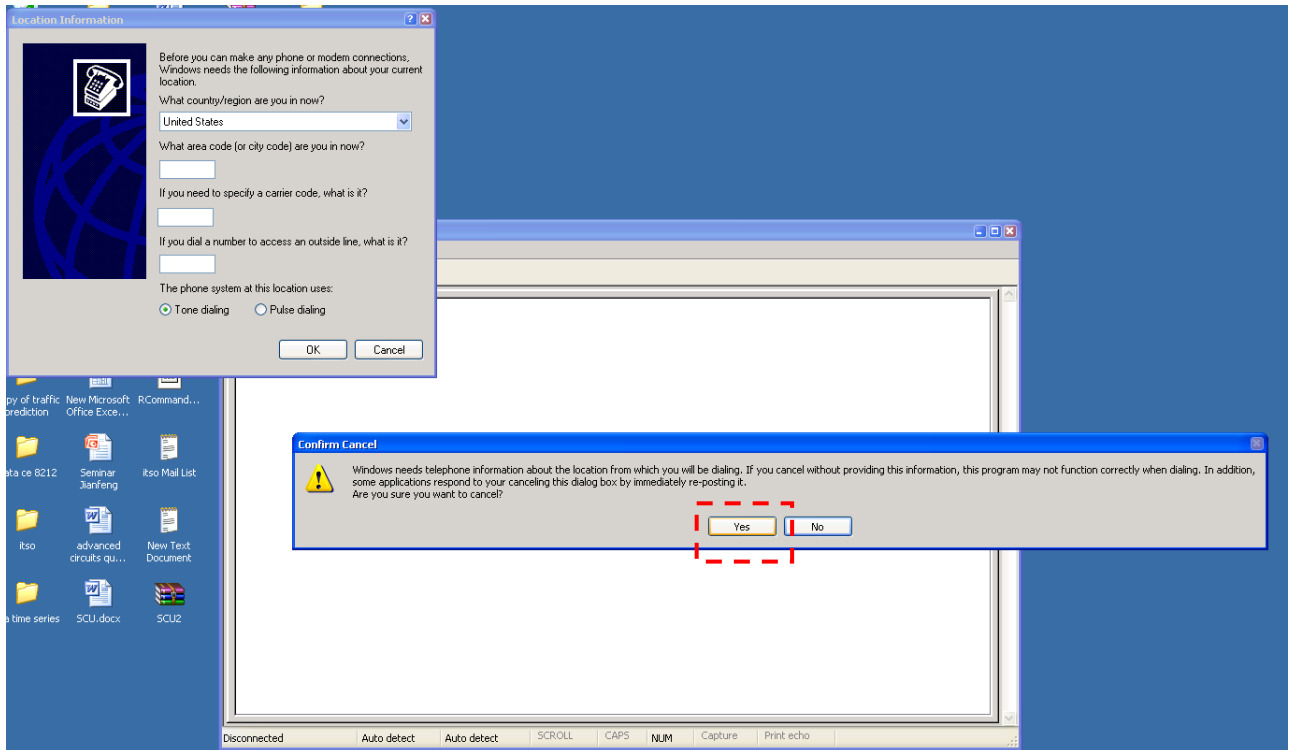 Location Information
Before you can make any phone or modem connections,
Windows needs the following information about your current
location.
What country/region are you in now?
United States
What area code (or city code) are you in now?
If you need to specify a carrier code, what is it?
If you dial a number to access an outside line, what is it?
The phone system at this location uses:
Tone dialing Pulse dialing
OK Cancel
py of traffic New Microsoft RCommand...
prediction Office Exce...
Confirm Cancel
Windows needs telephone information about the location from which you will be dialing. If you cancel without providing this information, this program may not function correctly when dialing. In addition,
some applications respond to your canceling this dialog box by immediately re-posting it.
Are you sure you want to cancel?
Yes No
ata ce 8212 Seminar itso Mail List
Jianfeng
itso advanced New Text
circuits qu... Document
a time series SCU.docx SCU2
Disconnected Auto detect Auto detect SCROLL CAPS NUM Capture Print echo